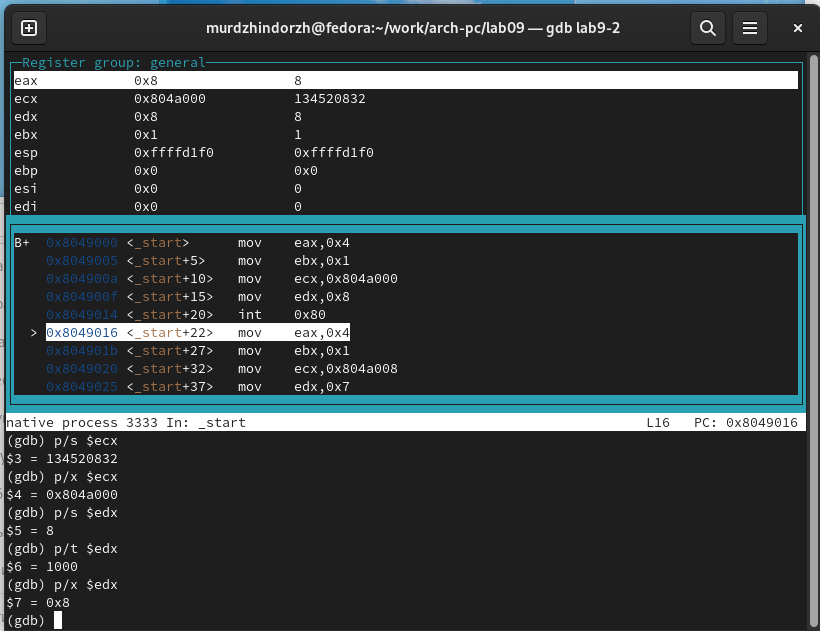 murdzhindorzh@fedora:~/work/arch-pc/lab09 — gdb lab9-2
Register group: general
eax 0x8 8
ecx 0x804a000 134520832
edx 0x8 8
ebx 0x1 1
esp 0xffffd1f0 0xffffd1f0
ebp 0x0 0x0
esi 0x0 0
edi 0x0 0
B+ 0x8049000 <_start> mov eax,0x4
0x8049005 <_start+5> mov ebx,0x1
0x804900a <_start+10> mov ecx,0x804a000
0x804900f <_start+15> mov edx,0x8
0x8049014 <_start+20> int 0x80
> 0x8049016 <_start+22> mov eax,0x4
0x804901b <_start+27> mov ebx,0x1
0x8049020 <_start+32> mov ecx,0x804a008
0x8049025 <_start+37> mov edx,0x7
native process 3333 In: _start L16 PC: 0x8049016
(gdb) p/s $ecx
$3 = 134520832
(gdb) p/x $ecx
$4 = 0x804a000
(gdb) p/s $edx
$5 = 8
(gdb) p/t $edx
$6 = 1000
(gdb) p/x $edx
$7 = 0x8
(gdb)